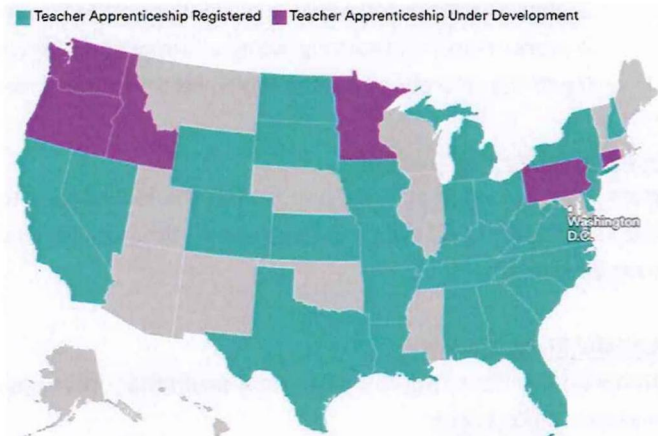 Teacher Apprenticeship Registered Teacher Apprenticeship Under Development
Washington
D.C.